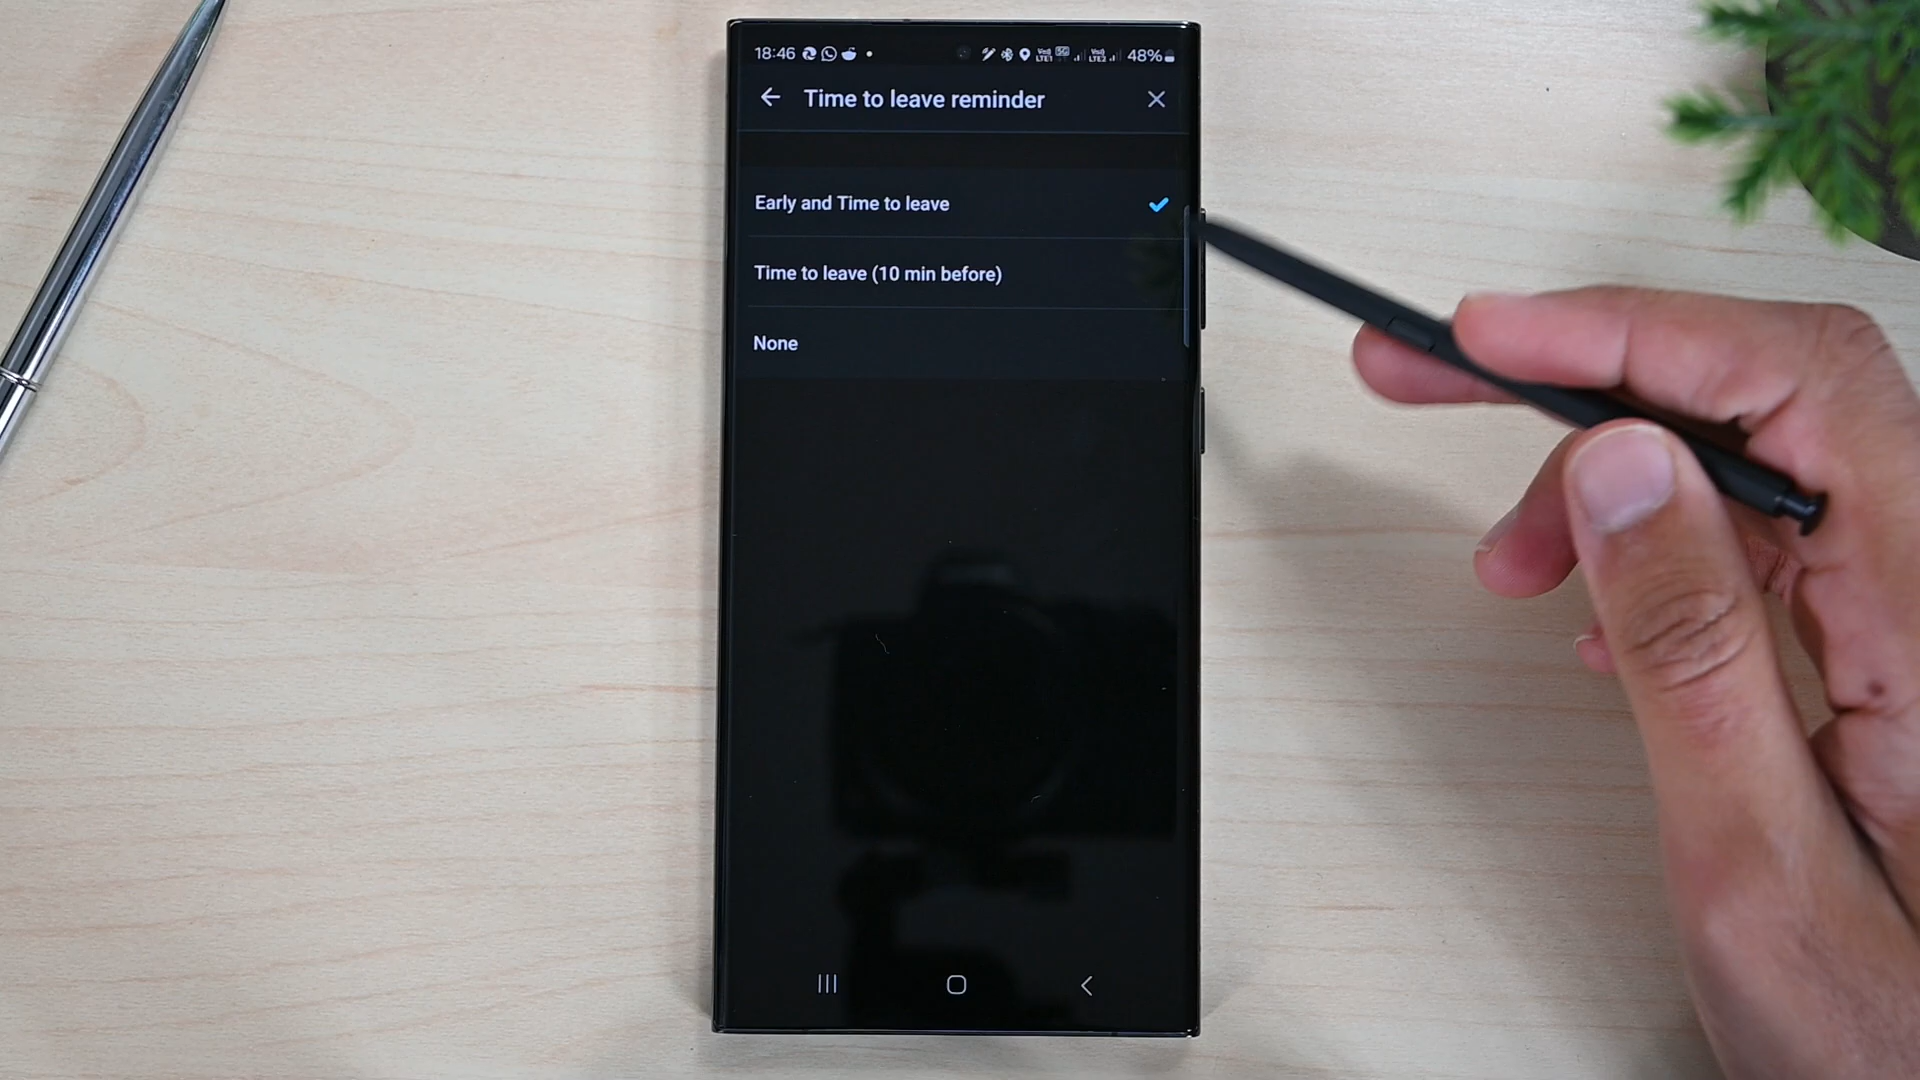 18:46 48%
Time to leave reminder
Early and Time to leave
Time to leave (10 min before)
None